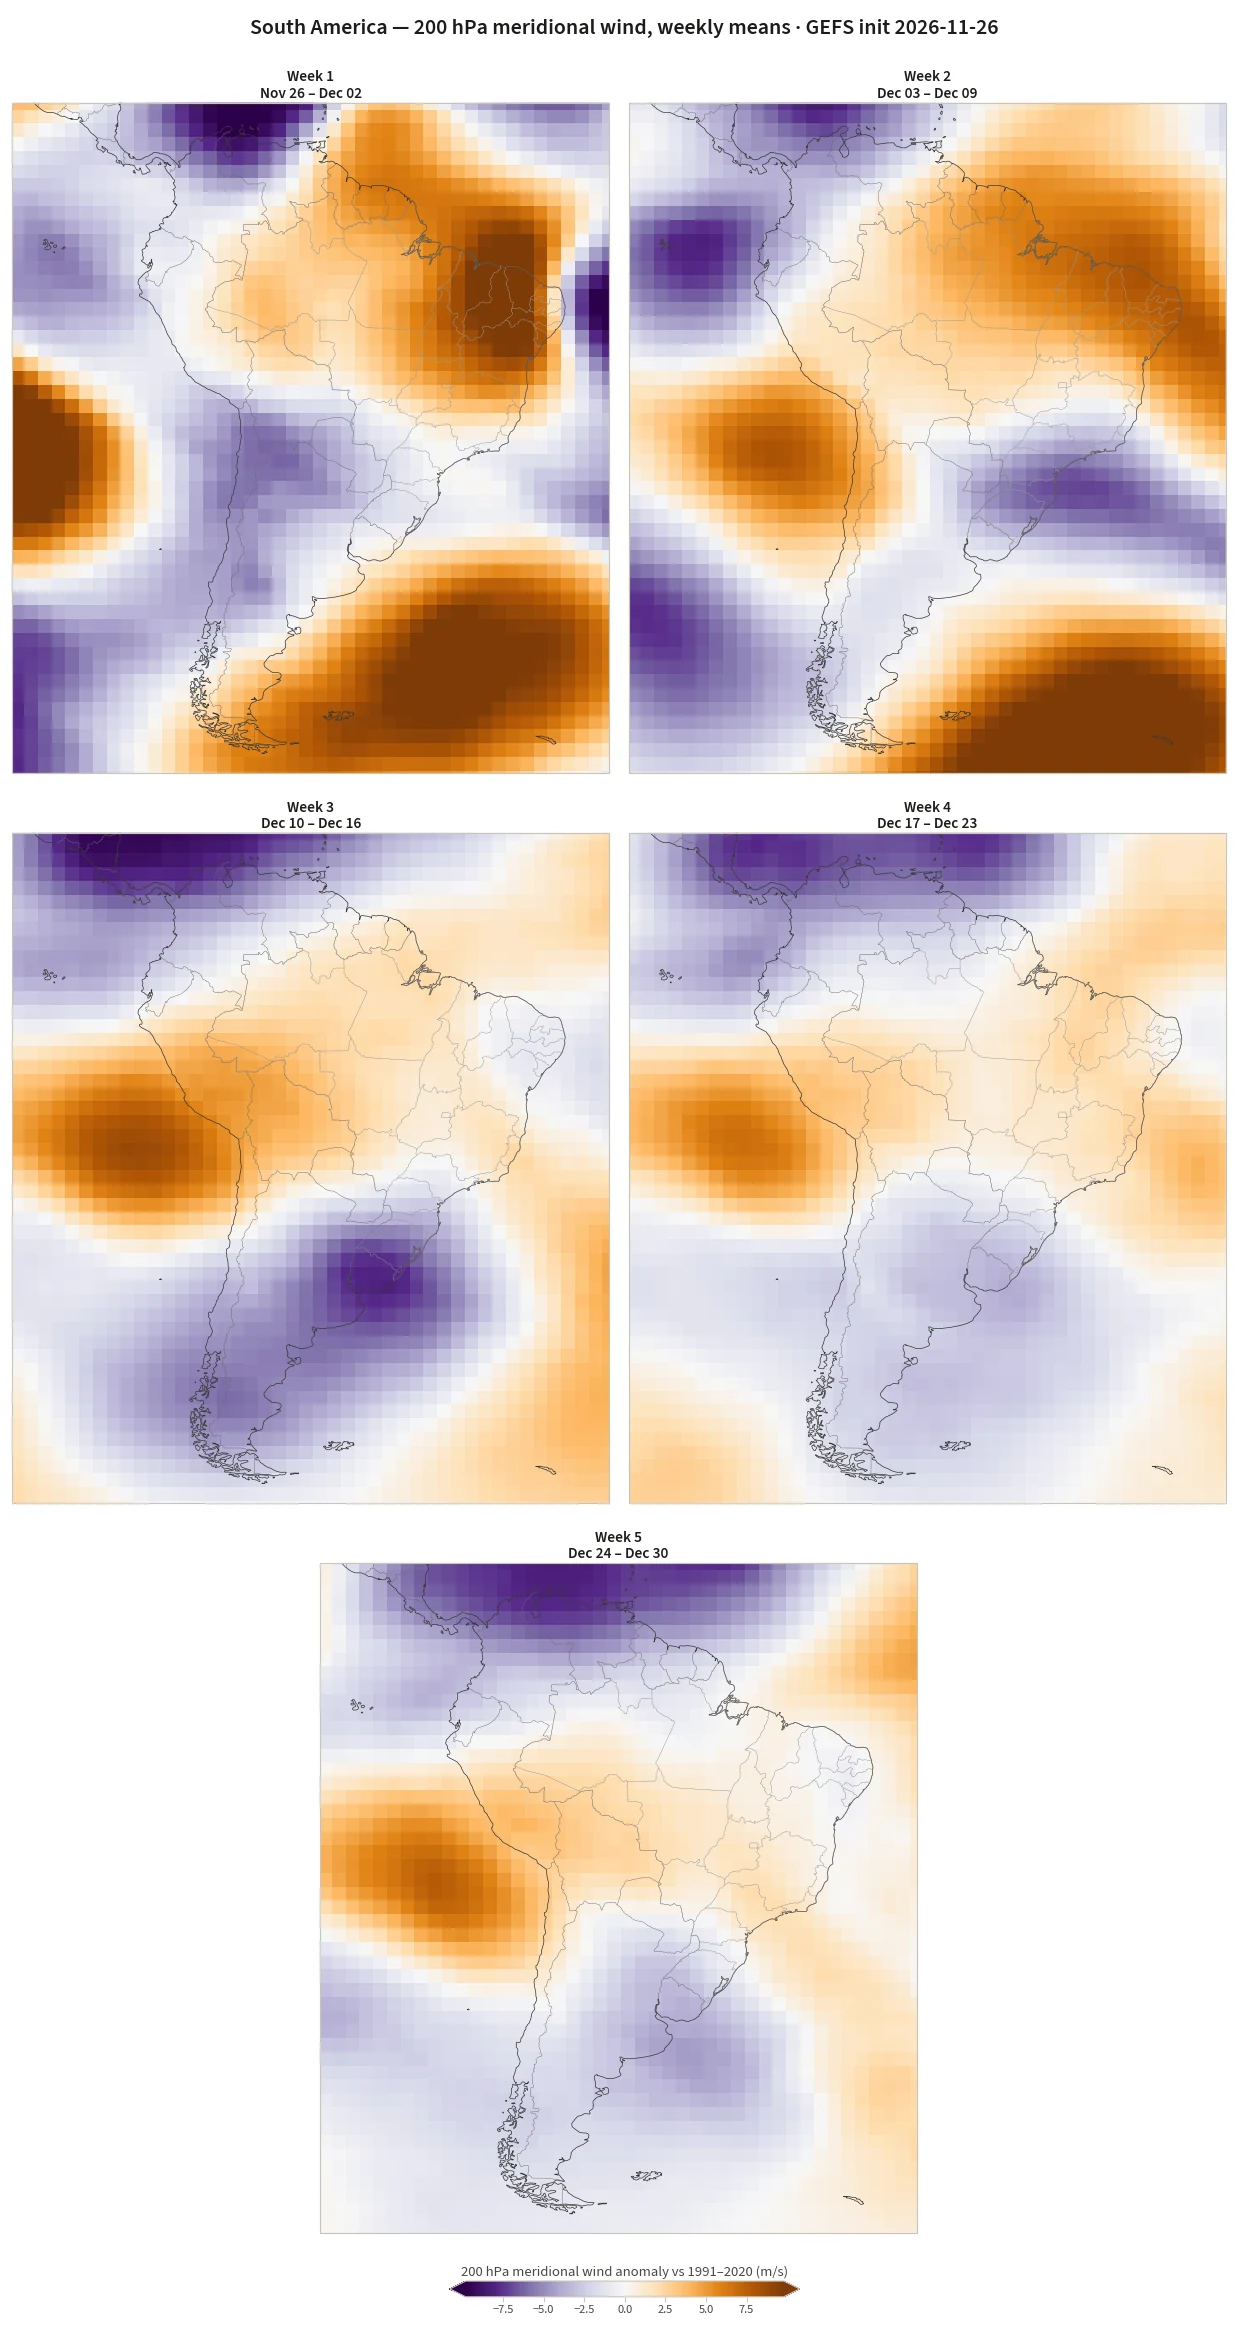 South America — 200 hPa meridional wind, weekly means · GEFS init 2026-11-26
Week 1
Nov 26 – Dec 02
Week 2
Dec 03 – Dec 09
Week 3
Dec 10 – Dec 16
Week 4
Dec 17 – Dec 23
Week 5
Dec 24 – Dec 30
200 hPa meridional wind anomaly vs 1991–2020 (m/s)
−7.5 −5.0 −2.5 0.0 2.5 5.0 7.5